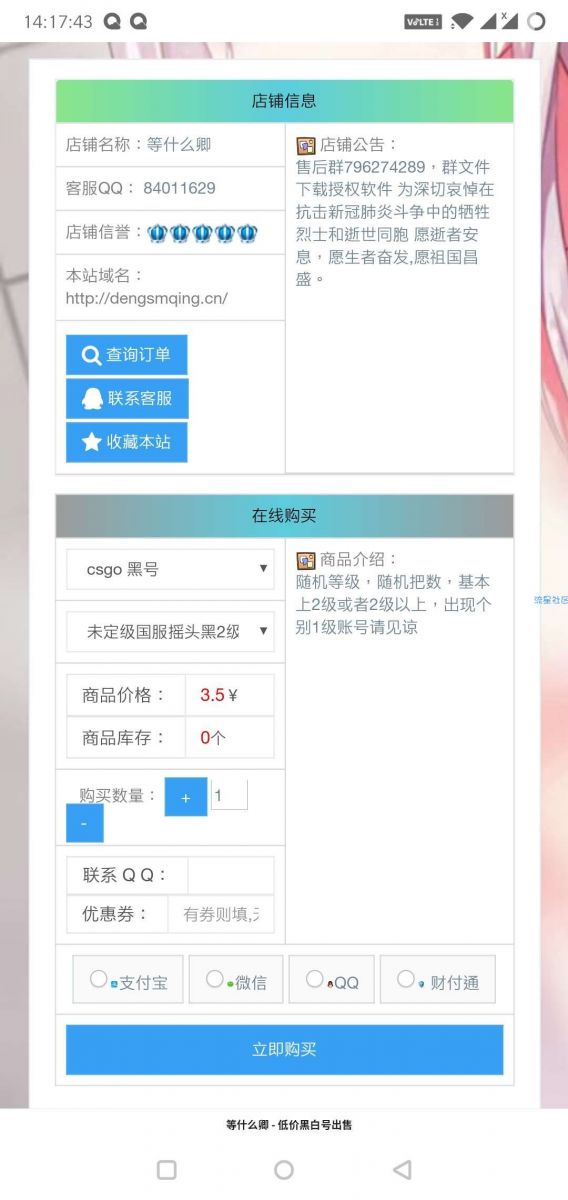 14:17:43
VoLTE
店铺信息
店铺名称：等什么卿
客服QQ： 84011629
店铺信誉：
本站域名：
http://dengsmqing.cn/
查询订单
联系客服
收藏本站
店铺公告：
售后群796274289，群文件
下载授权软件 为深切哀悼在
抗击新冠肺炎斗争中的牺牲
烈士和逝世同胞 愿逝者安
息，愿生者奋发,愿祖国昌
盛。
在线购买
csgo 黑号
未定级国服摇头黑2级
商品价格： 3.5 ¥
商品库存： 0个
购买数量： + 1
-
联系ＱＱ：
优惠券： 有券则填,无
商品介绍：
随机等级，随机把数，基本
上2级或者2级以上，出现个
别1级账号请见谅
流星社区
支付宝 微信 QQ 财付通
立即购买
等什么卿 - 低价黑白号出售